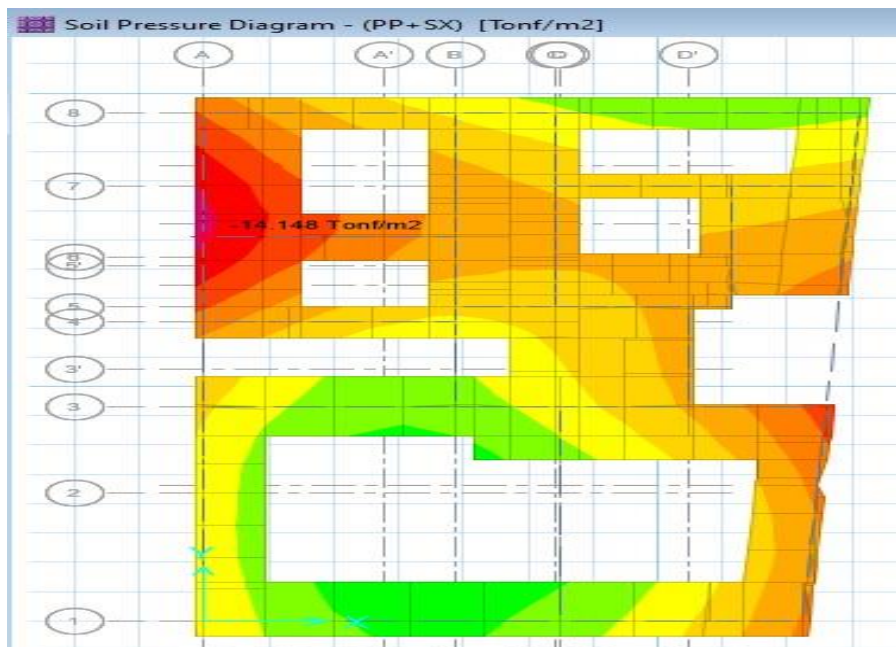 Soil Pressure Diagram - (PP+SX) [Tonf/m2]
A A' B D'
8
7
-14.148 Tonf/m2
5'
5
4
3'
3
2
Y
X
1